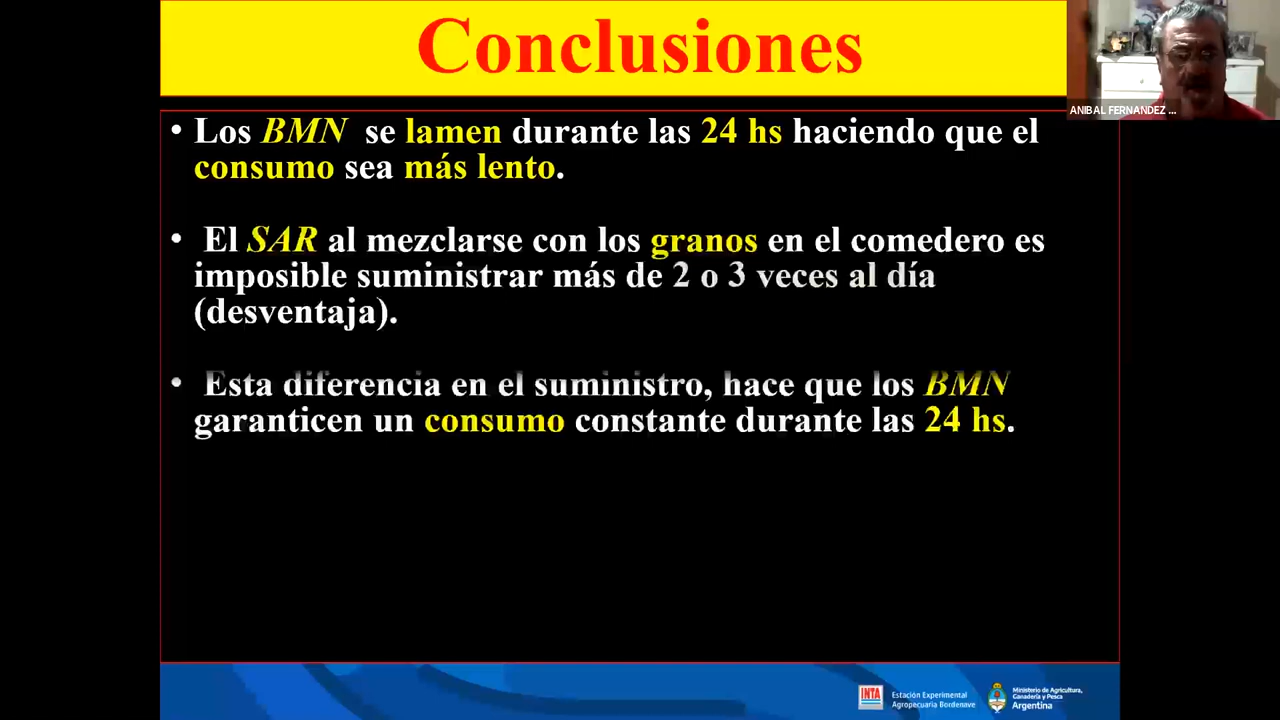 Conclusiones
ANIBAL FERNANDEZ ...
• Los BMN se lamen durante las 24 hs haciendo que el
consumo sea más lento.
• El SAR al mezclarse con los granos en el comedero es
imposible suministrar más de 2 o 3 veces al día
(desventaja).
• Esta diferencia en el suministro, hace que los BMN
garanticen un consumo constante durante las 24 hs.
INTA
Estación Experimental
Agropecuaria Bordenave
Ministerio de Agricultura,
Ganadería y Pesca
Argentina